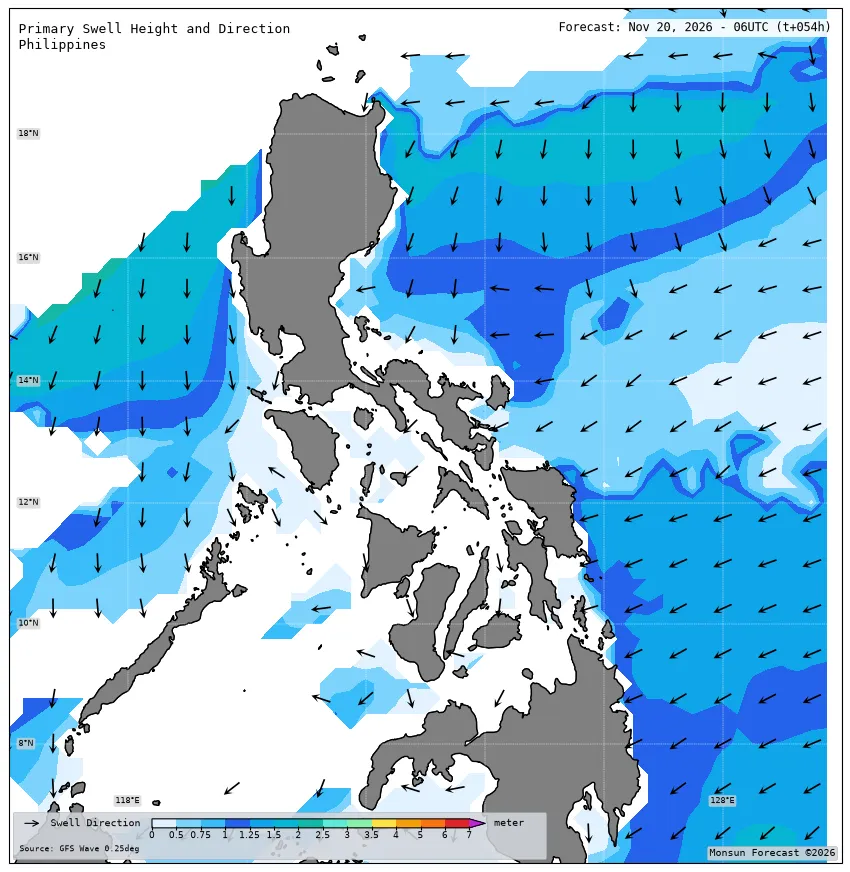 Primary Swell Height and Direction
Philippines
Forecast: Nov 20, 2026 - 06UTC (t+054h)
18°N
16°N
14°N
12°N
10°N
8°N
118°E
128°E
Swell Direction
0 0.5 0.75 1 1.25 1.5 2 2.5 3 3.5 4 5 6 7
meter
Source: GFS Wave 0.25deg
Monsun Forecast ©2026